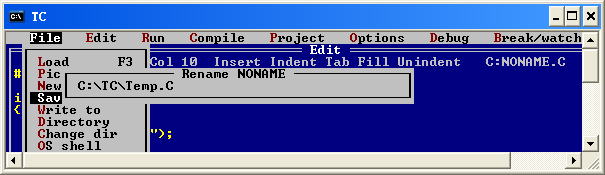 TC
File Edit Run Compile Project Options Debug Break/watch
Edit
Load F3 Col 10 Insert Indent Tab Fill Unindent C:NONAME.C
# Pic Rename NONAME
New C:\TC\Temp.C
i Sav
( Write to
Directory
Change dir ");
OS shell